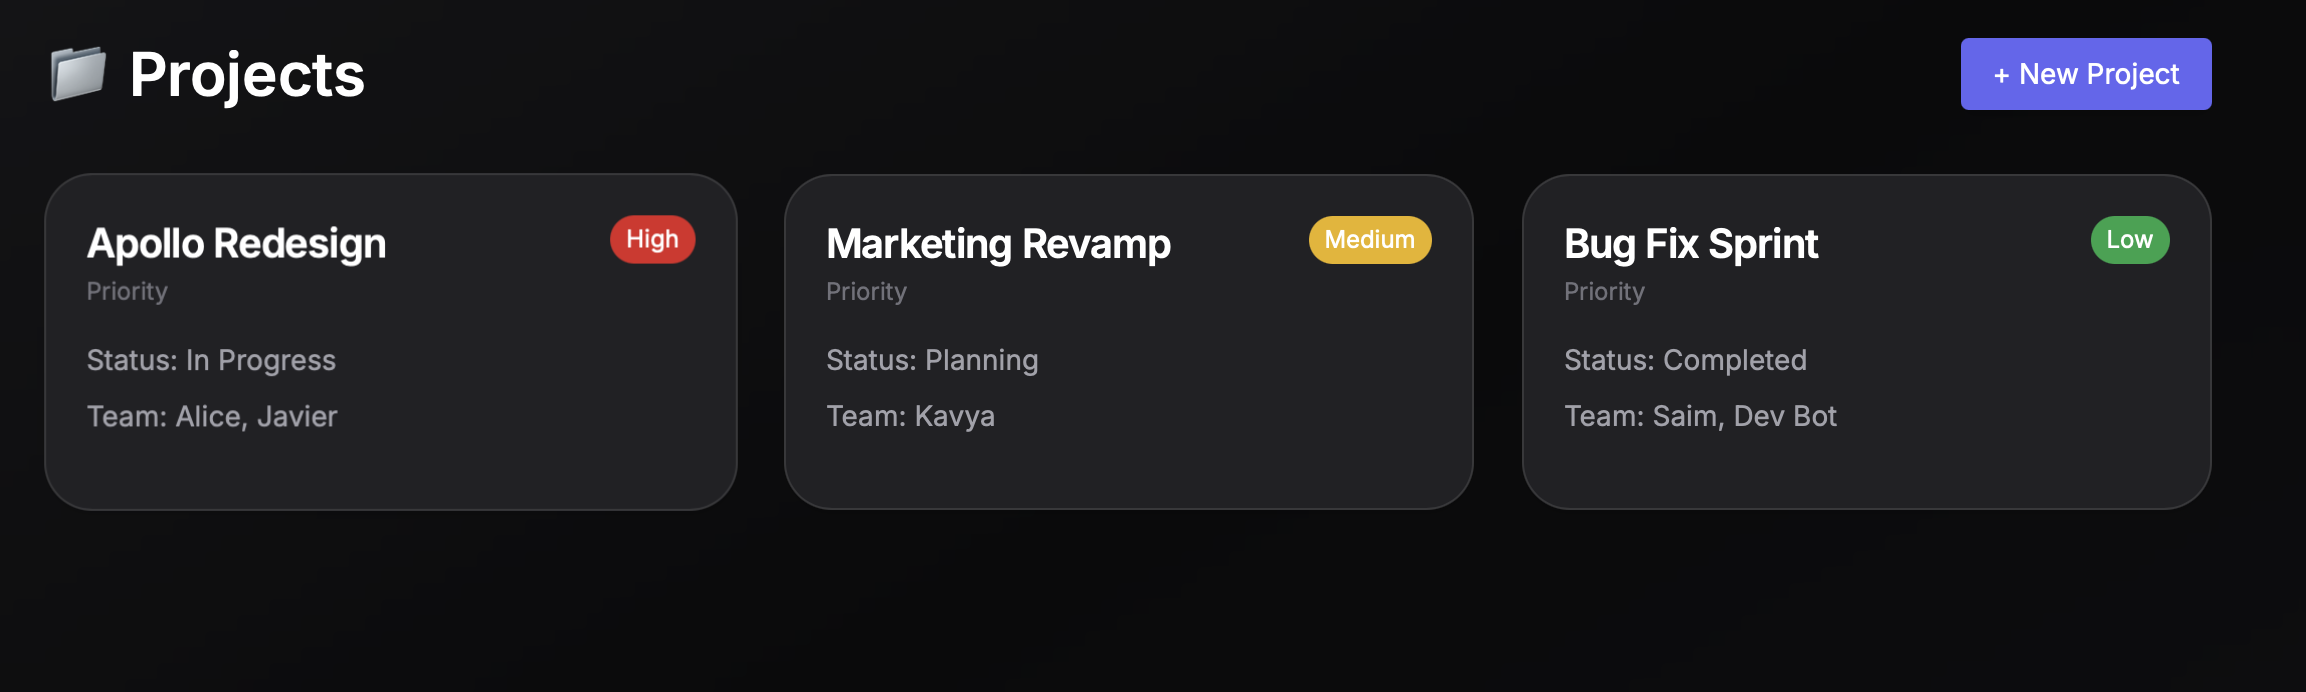 Projects
+ New Project
Apollo Redesign
High
Priority
Status: In Progress
Team: Alice, Javier
Marketing Revamp
Medium
Priority
Status: Planning
Team: Kavya
Bug Fix Sprint
Low
Priority
Status: Completed
Team: Saim, Dev Bot